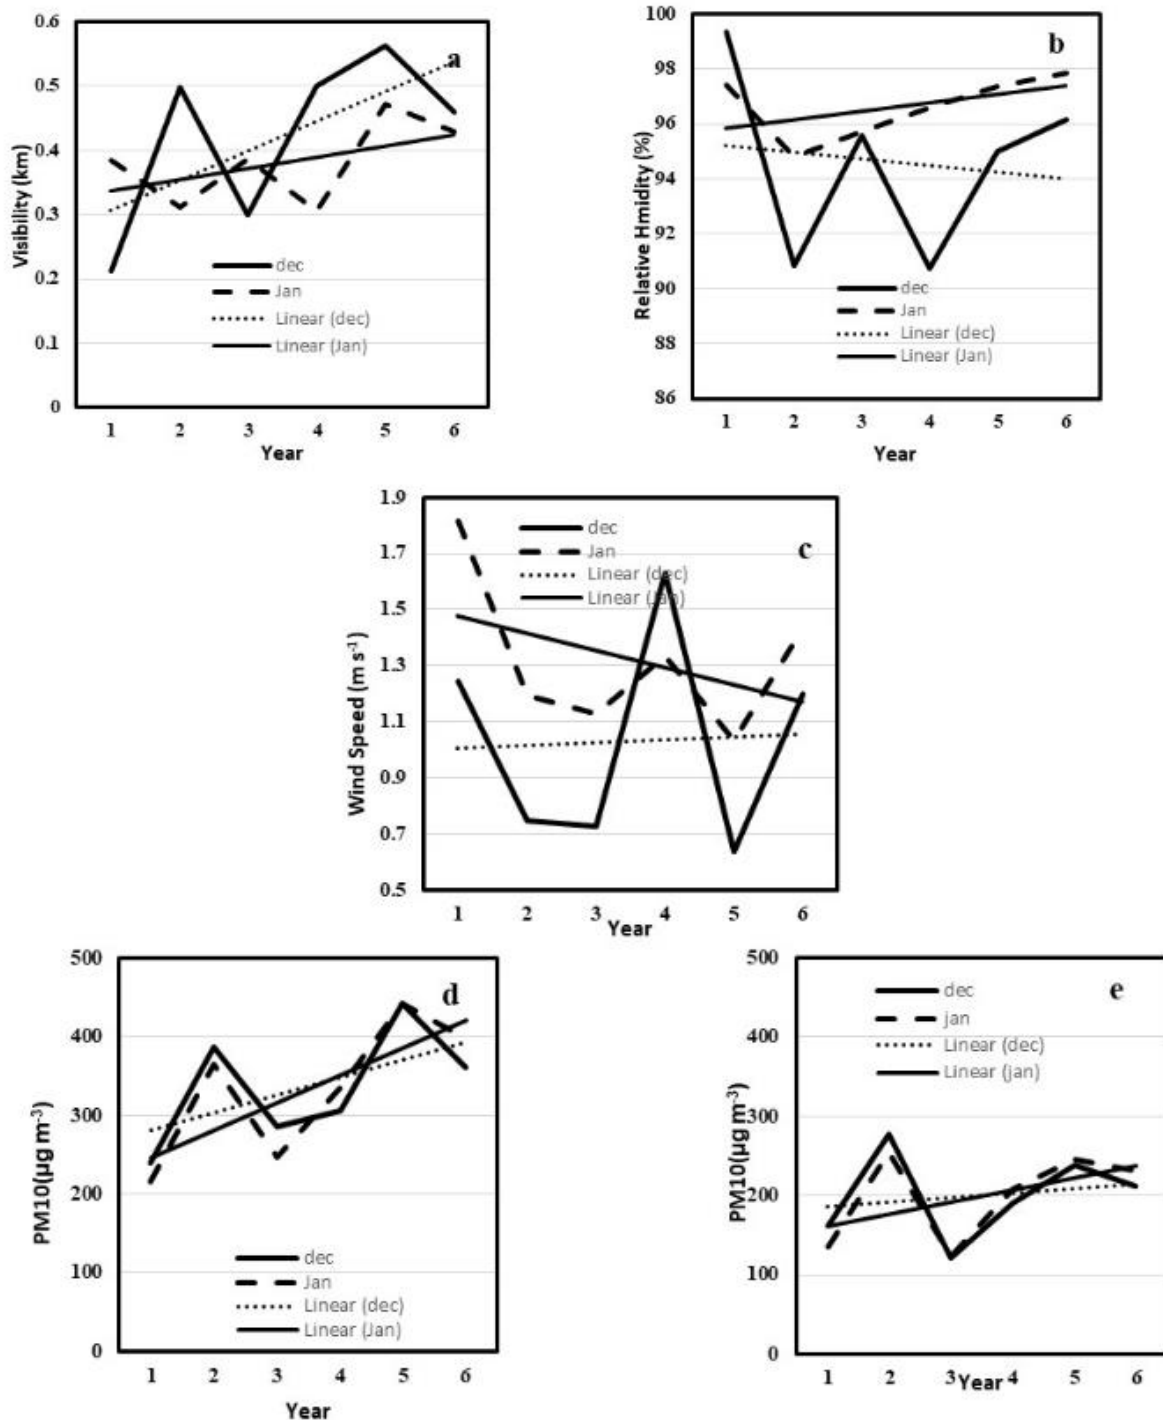 a
Visibility (km)
0.6
0.5
0.4
0.3
0.2
0.1
0
dec
Jan
Linear (dec)
Linear (Jan)
1 2 3 4 5 6
Year
b
Relative Hmidity (%)
100
98
96
94
92
90
88
86
dec
Jan
Linear (dec)
Linear (Jan)
1 2 3 4 5 6
Year
c
Wind Speed (m s⁻¹)
1.9
1.7
1.5
1.3
1.1
0.9
0.7
0.5
dec
Jan
Linear (dec)
Linear (Jan)
1 2 3 4 5 6
Year
d
PM10(µg m⁻³)
500
400
300
200
100
0
dec
Jan
Linear (dec)
Linear (Jan)
1 2 3 4 5 6
Year
e
PM10(µg m⁻³)
500
400
300
200
100
0
dec
jan
Linear (dec)
Linear (jan)
1 2 3 4 5 6
Year